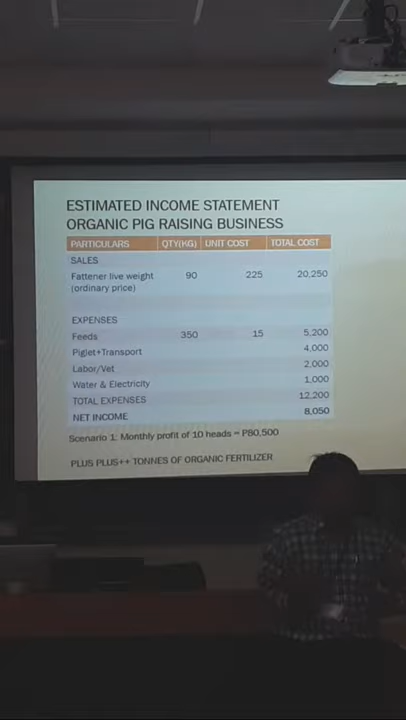 ESTIMATED INCOME STATEMENT
ORGANIC PIG RAISING BUSINESS
PARTICULARS QTY(KG) UNIT COST TOTAL COST
SALES
Fattener live weight 90 225 20,250
(ordinary price)
EXPENSES
Feeds 350 15 5,200
Piglet+Transport 4,000
Labor/Vet 2,000
Water & Electricity 1,000
TOTAL EXPENSES 12,200
NET INCOME 8,050
Scenario 1: Monthly profit of 10 heads = P80,500
PLUS PLUS++ TONNES OF ORGANIC FERTILIZER